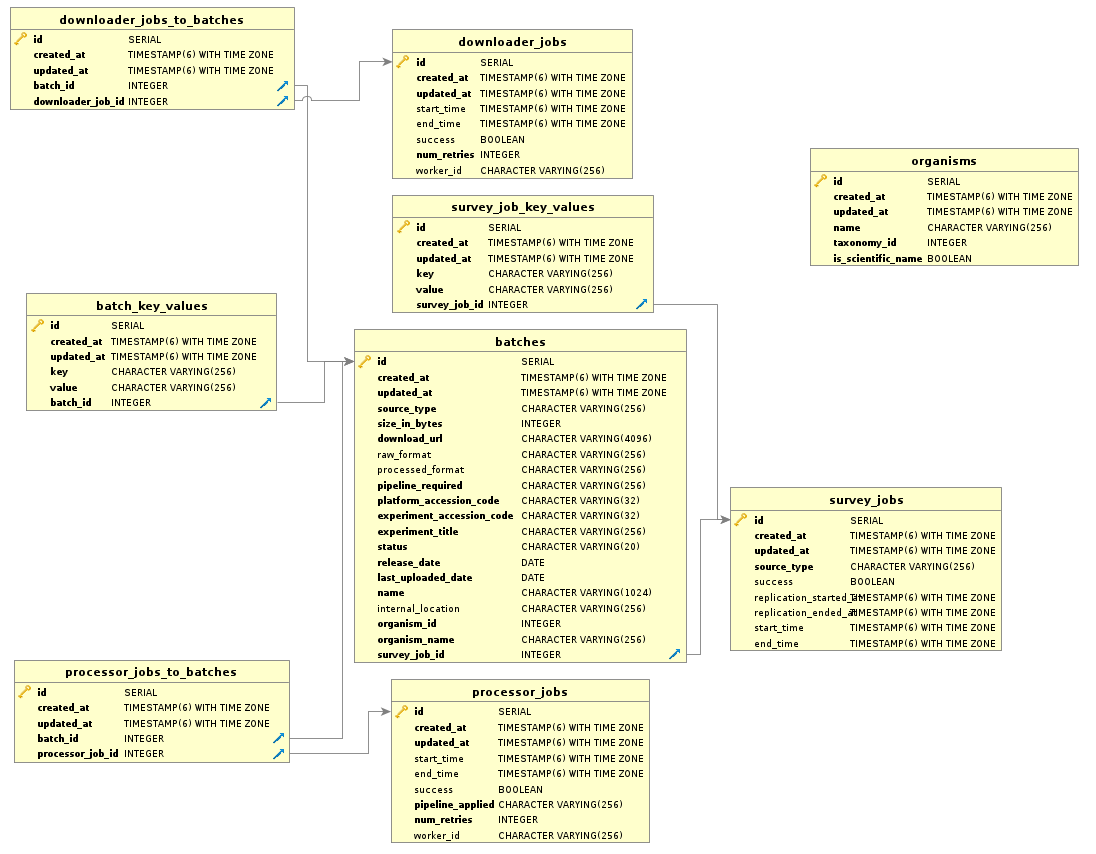 downloader_jobs_to_batches
id SERIAL
created_at TIMESTAMP(6) WITH TIME ZONE
updated_at TIMESTAMP(6) WITH TIME ZONE
batch_id INTEGER
downloader_job_id INTEGER
downloader_jobs
id SERIAL
created_at TIMESTAMP(6) WITH TIME ZONE
updated_at TIMESTAMP(6) WITH TIME ZONE
start_time TIMESTAMP(6) WITH TIME ZONE
end_time TIMESTAMP(6) WITH TIME ZONE
success BOOLEAN
num_retries INTEGER
worker_id CHARACTER VARYING(256)
organisms
id SERIAL
created_at TIMESTAMP(6) WITH TIME ZONE
updated_at TIMESTAMP(6) WITH TIME ZONE
name CHARACTER VARYING(256)
taxonomy_id INTEGER
is_scientific_name BOOLEAN
survey_job_key_values
id SERIAL
created_at TIMESTAMP(6) WITH TIME ZONE
updated_at TIMESTAMP(6) WITH TIME ZONE
key CHARACTER VARYING(256)
value CHARACTER VARYING(256)
survey_job_id INTEGER
batch_key_values
id SERIAL
created_at TIMESTAMP(6) WITH TIME ZONE
updated_at TIMESTAMP(6) WITH TIME ZONE
key CHARACTER VARYING(256)
value CHARACTER VARYING(256)
batch_id INTEGER
batches
id SERIAL
created_at TIMESTAMP(6) WITH TIME ZONE
updated_at TIMESTAMP(6) WITH TIME ZONE
source_type CHARACTER VARYING(256)
size_in_bytes INTEGER
download_url CHARACTER VARYING(4096)
raw_format CHARACTER VARYING(256)
processed_format CHARACTER VARYING(256)
pipeline_required CHARACTER VARYING(256)
platform_accession_code CHARACTER VARYING(32)
experiment_accession_code CHARACTER VARYING(32)
experiment_title CHARACTER VARYING(256)
status CHARACTER VARYING(20)
release_date DATE
last_uploaded_date DATE
name CHARACTER VARYING(1024)
internal_location CHARACTER VARYING(256)
organism_id INTEGER
organism_name CHARACTER VARYING(256)
survey_job_id INTEGER
survey_jobs
id SERIAL
created_at TIMESTAMP(6) WITH TIME ZONE
updated_at TIMESTAMP(6) WITH TIME ZONE
source_type CHARACTER VARYING(256)
success BOOLEAN
replication_started_at TIMESTAMP(6) WITH TIME ZONE
replication_ended_at TIMESTAMP(6) WITH TIME ZONE
start_time TIMESTAMP(6) WITH TIME ZONE
end_time TIMESTAMP(6) WITH TIME ZONE
processor_jobs_to_batches
id SERIAL
created_at TIMESTAMP(6) WITH TIME ZONE
updated_at TIMESTAMP(6) WITH TIME ZONE
batch_id INTEGER
processor_job_id INTEGER
processor_jobs
id SERIAL
created_at TIMESTAMP(6) WITH TIME ZONE
updated_at TIMESTAMP(6) WITH TIME ZONE
start_time TIMESTAMP(6) WITH TIME ZONE
end_time TIMESTAMP(6) WITH TIME ZONE
success BOOLEAN
pipeline_applied CHARACTER VARYING(256)
num_retries INTEGER
worker_id CHARACTER VARYING(256)